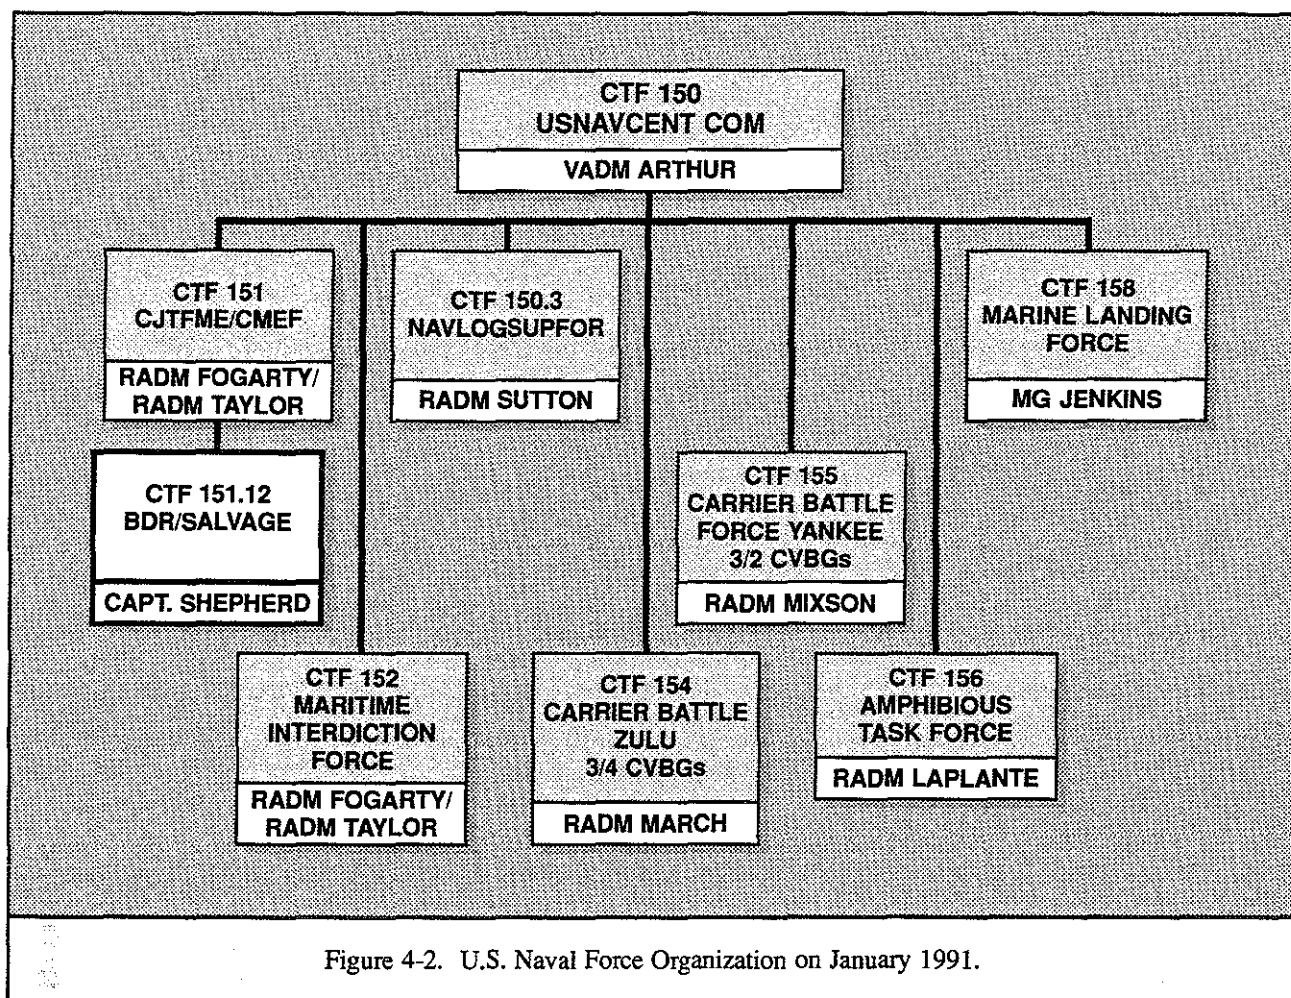 CTF 150
USNAVCENT COM
VADM ARTHUR
CTF 151
CJTFME/CMEF
RADM FOGARTY/
RADM TAYLOR
CTF 150.3
NAVLOGSUPFOR
RADM SUTTON
CTF 158
MARINE LANDING
FORCE
MG JENKINS
CTF 151.12
BDR/SALVAGE
CAPT. SHEPHERD
CTF 155
CARRIER BATTLE
FORCE YANKEE
3/2 CVBGs
RADM MIXSON
CTF 152
MARITIME
INTERDICTION
FORCE
RADM FOGARTY/
RADM TAYLOR
CTF 154
CARRIER BATTLE
ZULU
3/4 CVBGs
RADM MARCH
CTF 156
AMPHIBIOUS
TASK FORCE
RADM LAPLANTE
Figure 4-2. U.S. Naval Force Organization on January 1991.